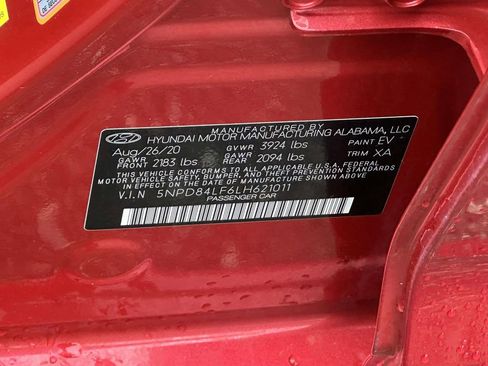 MANUFACTURED BY
HYUNDAI MOTOR MANUFACTURING ALABAMA, LLC
Aug/26/20 GVWR 3924 lbs PAINT EV
GAWR FRONT 2183 lbs GAWR REAR 2094 lbs TRIM XA
THIS VEHICLE CONFORMS TO ALL APPLICABLE U.S. FEDERAL
MOTOR VEHICLE SAFETY, BUMPER, AND THEFT PREVENTION STANDARDS
IN EFFECT ON THE DATE OF MANUFACTURE SHOWN ABOVE.
V.I.N 5NPD84LF6LH621011
PASSENGER CAR